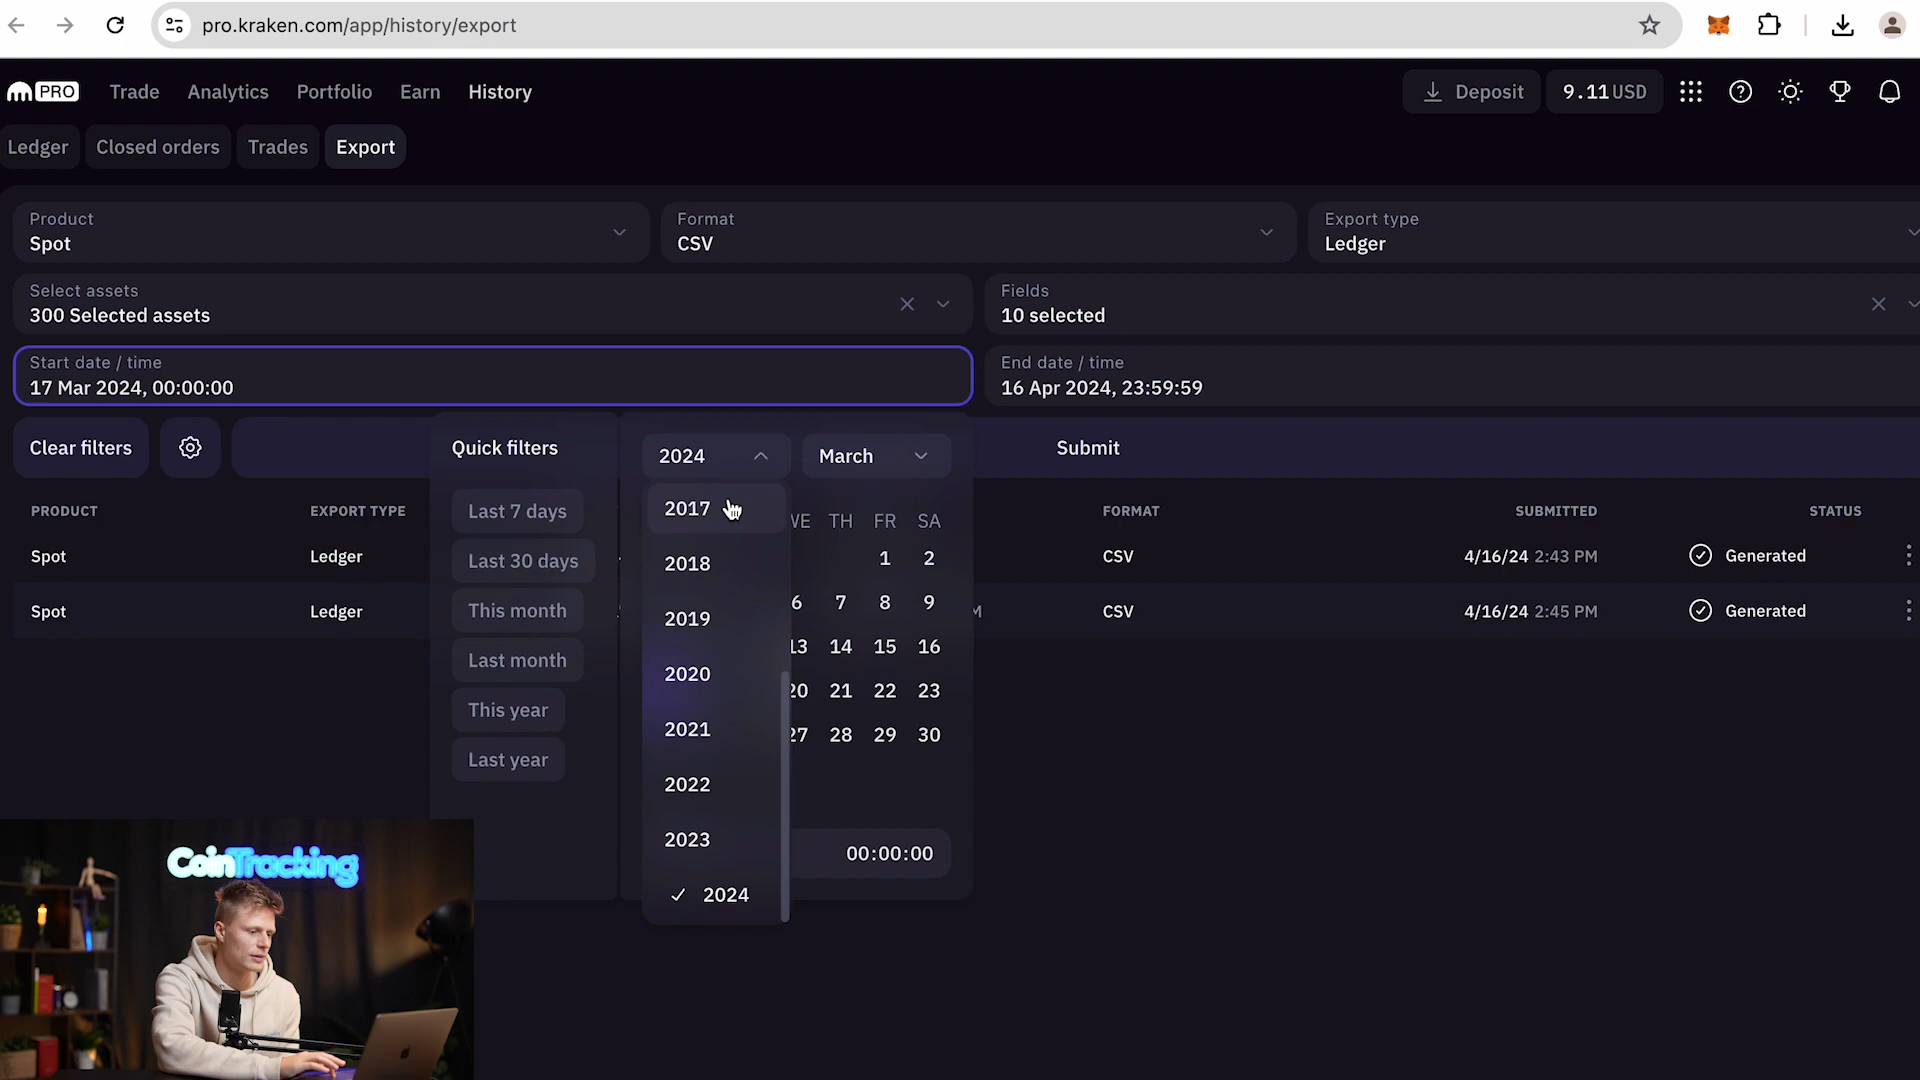 pro.kraken.com/app/history/export
PRO Trade Analytics Portfolio Earn History Deposit 9.11 USD
Ledger Closed orders Trades Export
Product
Spot
Format
CSV
Export type
Ledger
Select assets
300 Selected assets
Fields
10 selected
Start date / time
17 Mar 2024, 00:00:00
End date / time
16 Apr 2024, 23:59:59
Clear filters
Submit
Quick filters
Last 7 days
Last 30 days
This month
Last month
This year
Last year
2024 March
2017
2018
2019
2020
2021
2022
2023
2024
WE TH FR SA
1 2
6 7 8 9
13 14 15 16
20 21 22 23
27 28 29 30
00:00:00
PRODUCT EXPORT TYPE FORMAT SUBMITTED STATUS
Spot Ledger CSV 4/16/24 2:43 PM Generated
Spot Ledger M CSV 4/16/24 2:45 PM Generated
CoinTracking